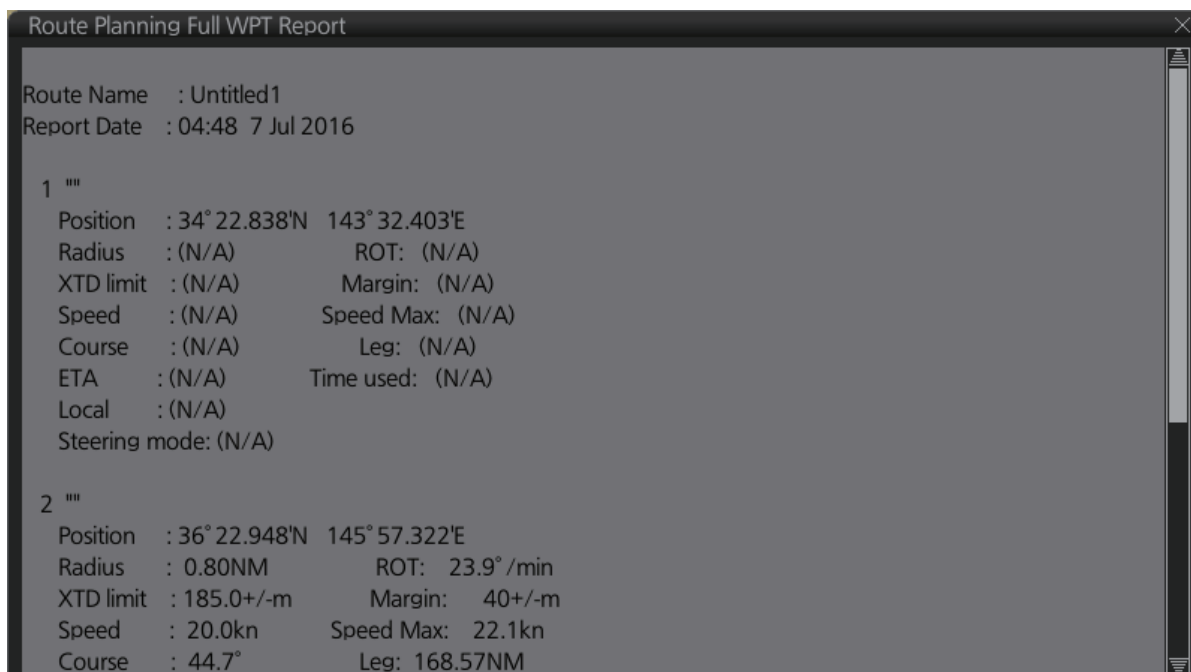 Route Planning Full WPT Report
Route Name : Untitled1
Report Date : 04:48 7 Jul 2016
1 ""
Position : 34°22.838'N 143°32.403'E
Radius : (N/A) ROT: (N/A)
XTD limit : (N/A) Margin: (N/A)
Speed : (N/A) Speed Max: (N/A)
Course : (N/A) Leg: (N/A)
ETA : (N/A) Time used: (N/A)
Local : (N/A)
Steering mode: (N/A)
2 ""
Position : 36°22.948'N 145°57.322'E
Radius : 0.80NM ROT: 23.9°/min
XTD limit : 185.0+/-m Margin: 40+/-m
Speed : 20.0kn Speed Max: 22.1kn
Course : 44.7° Leg: 168.57NM